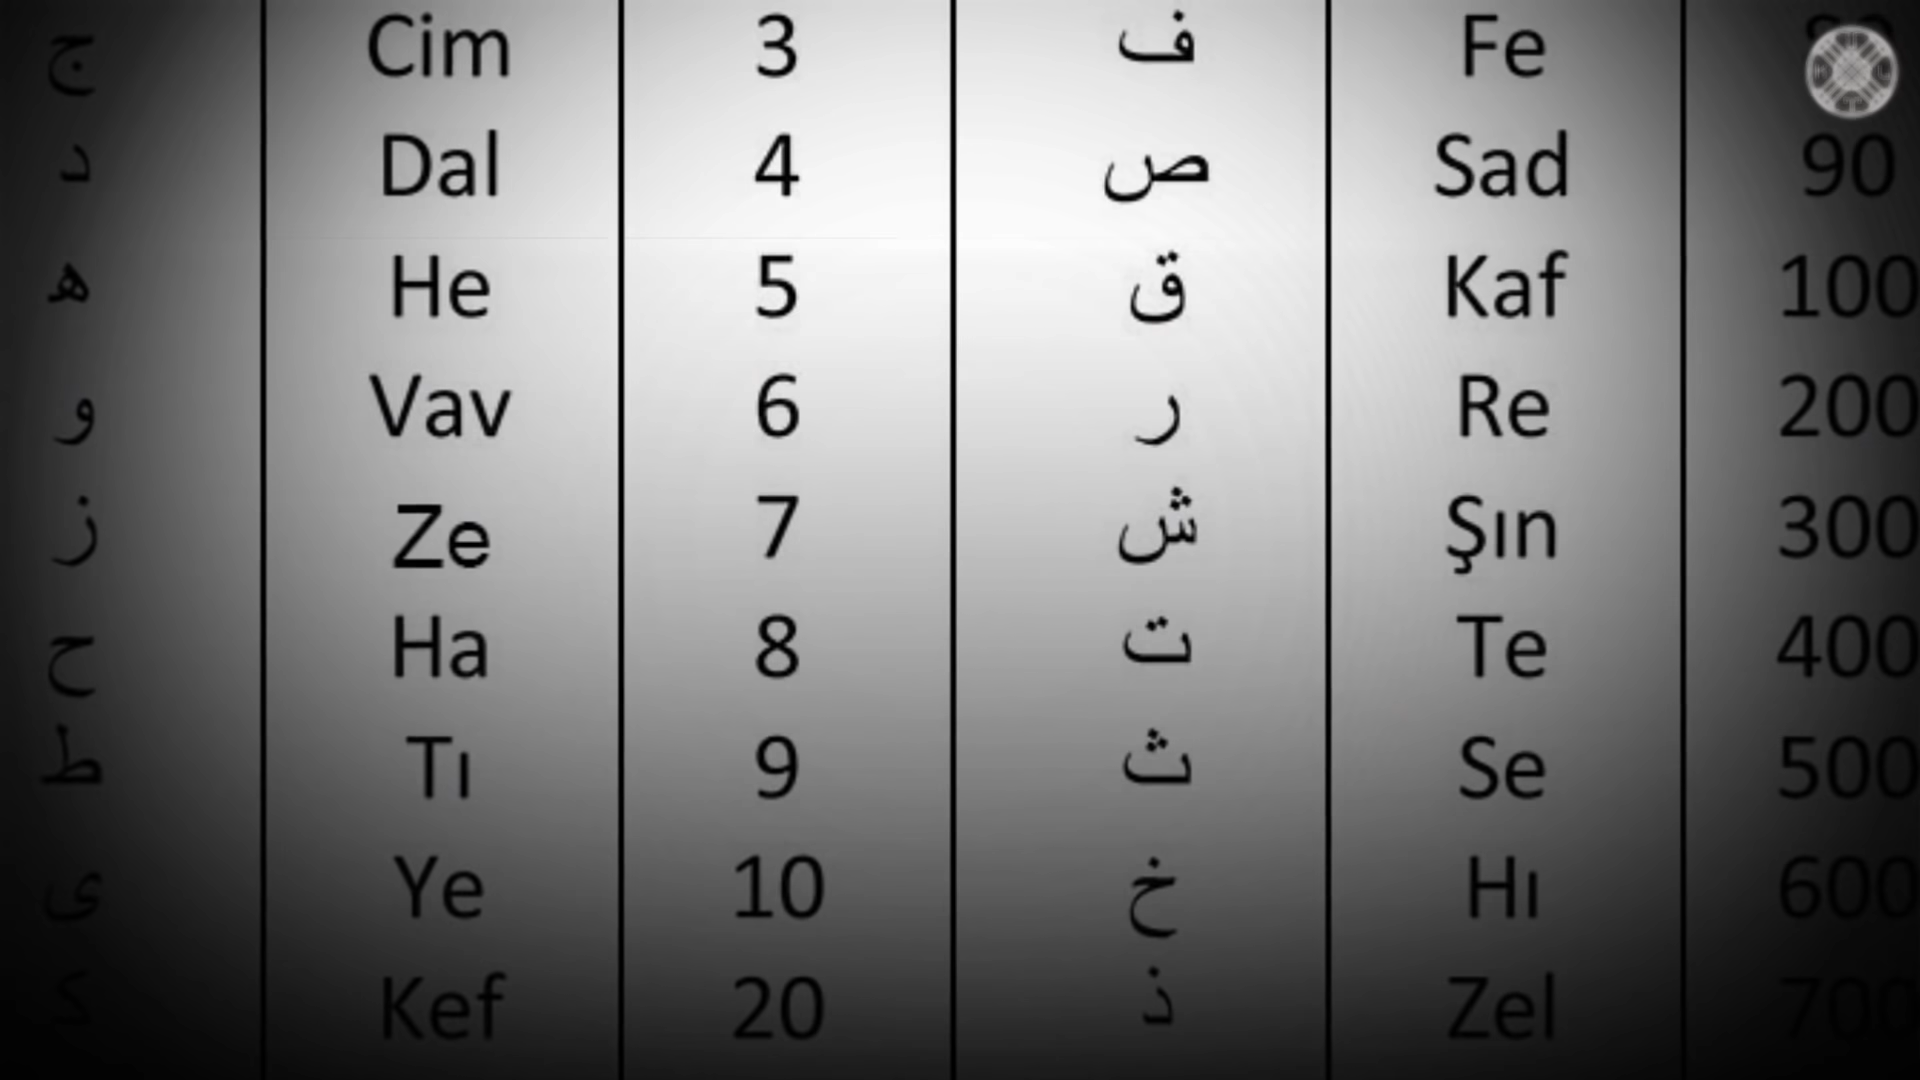 ج Cim 3 ف Fe
د Dal 4 ص Sad 90
ه He 5 ق Kaf 100
و Vav 6 ر Re 200
ز Ze 7 ش Şın 300
ح Ha 8 ت Te 400
ط Tı 9 ث Se 500
ى Ye 10 خ Hı 600
ک Kef 20 ذ Zel 700